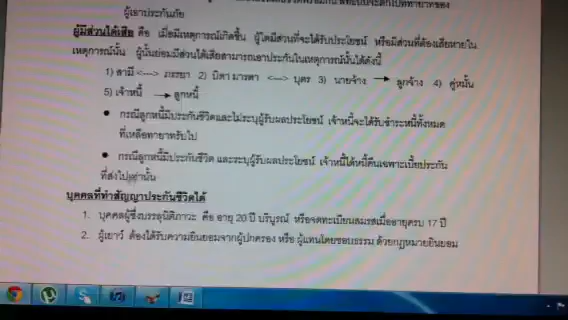 ผู้เอาประกันภัย
ผู้มีส่วนได้เสีย คือ เมื่อมีเหตุการณ์เกิดขึ้น ผู้ใดมีส่วนที่จะได้รับประโยชน์ หรือมีส่วนที่ต้องเสียหายใน
เหตุการณ์นั้น ผู้นั้นย่อมมีส่วนได้เสียสามารถเอาประกันในเหตุการณ์นั้นได้ดังนี้
1) สามี <---> ภรรยา 2) บิดา มารดา <---> บุตร 3) นายจ้าง → ลูกจ้าง 4) คู่หมั้น
5) เจ้าหนี้ → ลูกหนี้
• กรณีลูกหนี้มีประกันชีวิตและไม่ระบุผู้รับผลประโยชน์ เจ้าหนี้จะได้รับชำระหนี้ทั้งหมด
ที่เหลือทายาทรับไป
• กรณีลูกหนี้มีประกันชีวิต และระบุผู้รับผลประโยชน์ เจ้าหนี้ได้หนี้คืนเฉพาะเบี้ยประกัน
ที่ส่งไปเท่านั้น
บุคคลที่ทำสัญญาประกันชีวิตได้
1. บุคคลผู้ซึ่งบรรลุนิติภาวะ คือ อายุ 20 ปี บริบูรณ์ หรือจดทะเบียนสมรสเมื่ออายุครบ 17 ปี
2. ผู้เยาว์ ต้องได้รับความยินยอมจากผู้ปกครอง หรือ ผู้แทนโดยชอบธรรม ด้วยกฎหมายยินยอม